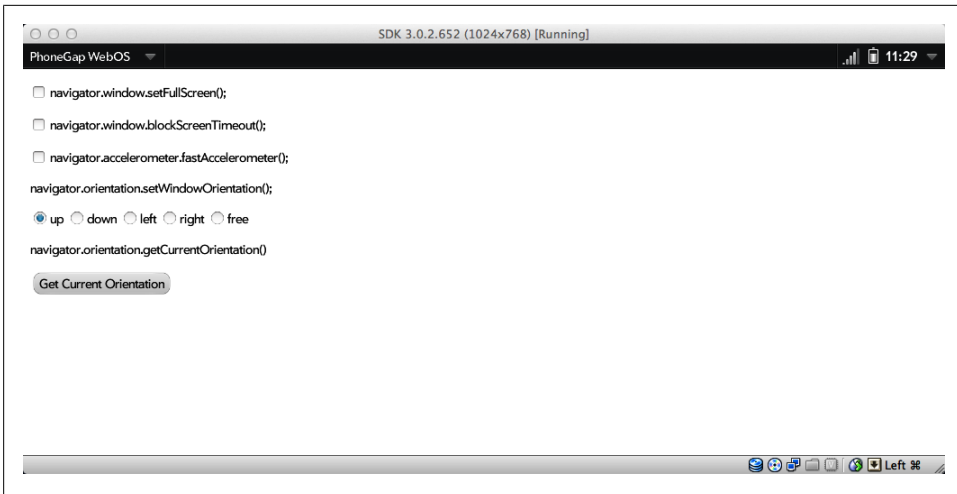 SDK 3.0.2.652 (1024x768) [Running]
PhoneGap WebOS 11:29
navigator.window.setFullScreen();
navigator.window.blockScreenTimeout();
navigator.accelerometer.fastAccelerometer();
navigator.orientation.setWindowOrientation();
up down left right free
navigator.orientation.getCurrentOrientation()
Get Current Orientation
Left ⌘